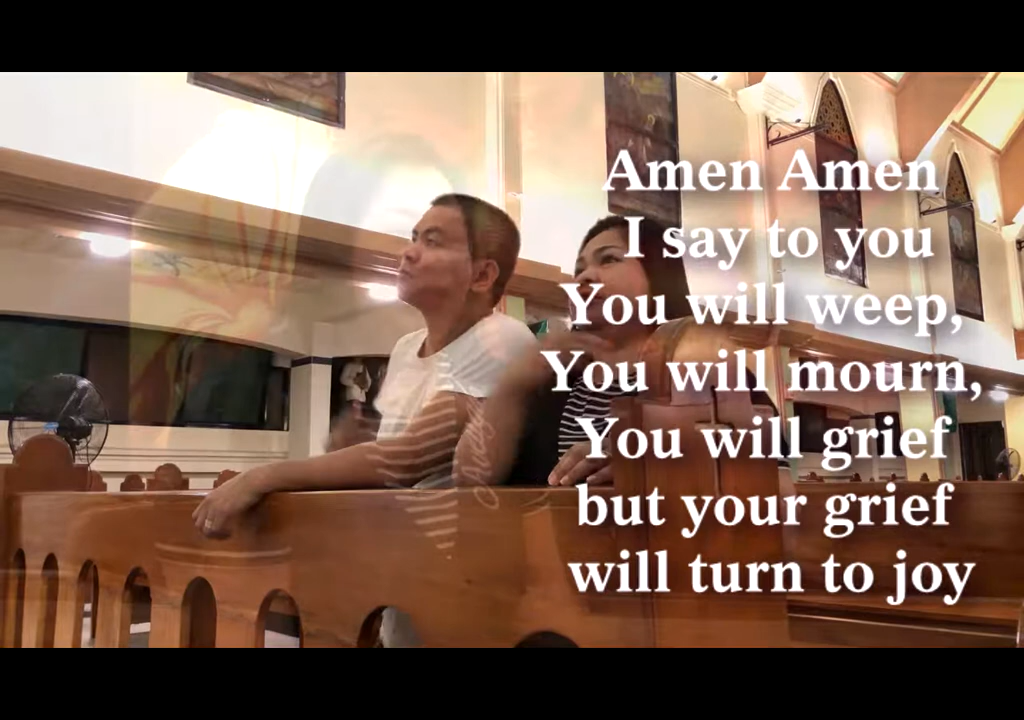 Amen Amen
I say to you
You will weep,
You will mourn,
You will grief
but your grief
will turn to joy